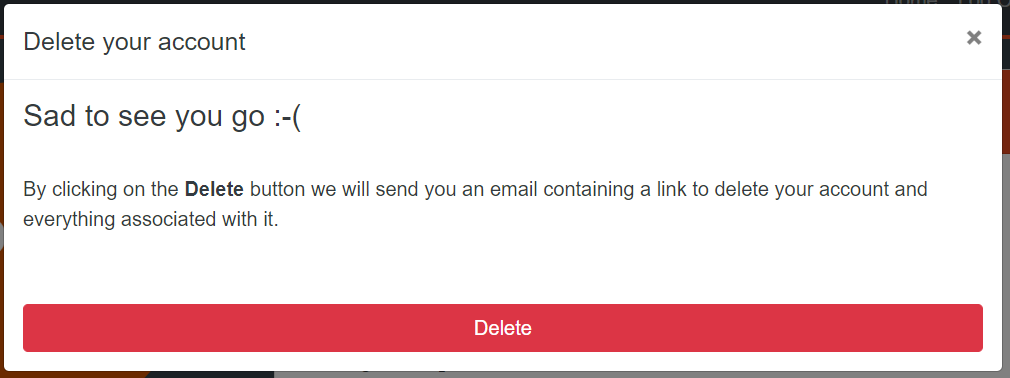 Delete your account
×
Sad to see you go :-(
By clicking on the Delete button we will send you an email containing a link to delete your account and
everything associated with it.
Delete